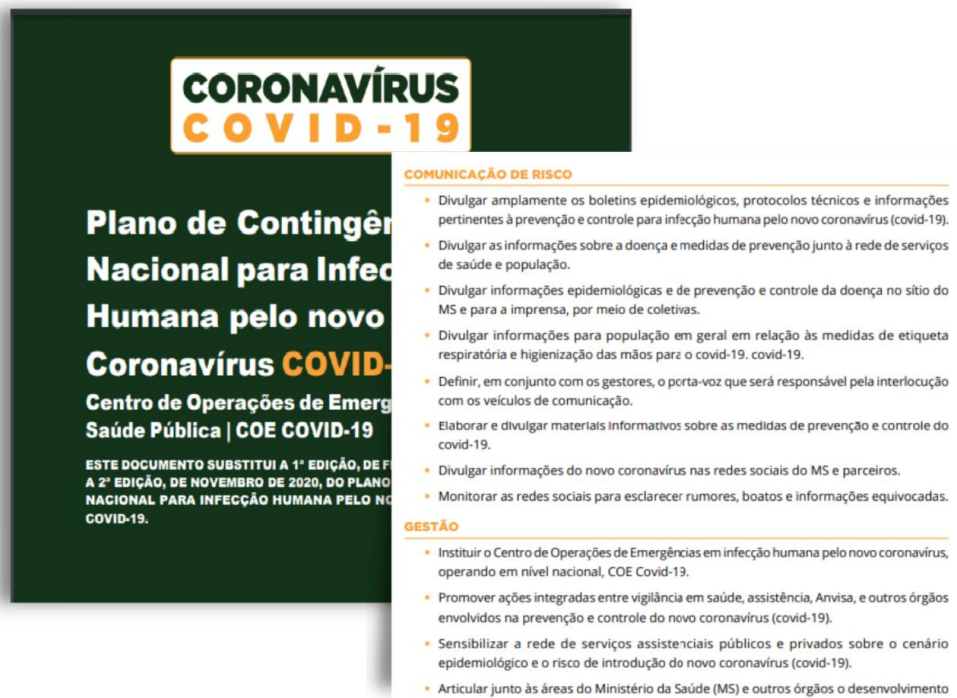 CORONAVÍRUS
COVID-19
Plano de Contingên
Nacional para Infec
Humana pelo novo
Coronavírus COVID-
Centro de Operações de Emerg
Saúde Pública | COE COVID-19
ESTE DOCUMENTO SUBSTITUI A 1ª EDIÇÃO, DE F
A 2ª EDIÇÃO, DE NOVEMBRO DE 2020, DO PLANO
NACIONAL PARA INFECÇÃO HUMANA PELO NO
COVID-19.
COMUNICAÇÃO DE RISCO
• Divulgar amplamente os boletins epidemiológicos, protocolos técnicos e informações
pertinentes à prevenção e controle para infecção humana pelo novo coronavírus (covid-19).
• Divulgar as informações sobre a doença e medidas de prevenção junto à rede de serviços
de saúde e população.
• Divulgar informações epidemiológicas e de prevenção e controle da doença no sítio do
MS e para a imprensa, por meio de coletivas.
• Divulgar informações para população em geral em relação às medidas de etiqueta
respiratória e higienização das mãos para o covid-19. covid-19.
• Definir, em conjunto com os gestores, o porta-voz que será responsável pela interlocução
com os veículos de comunicação.
• Elaborar e divulgar materiais informativos sobre as medidas de prevenção e controle do
covid-19.
• Divulgar informações do novo coronavírus nas redes sociais do MS e parceiros.
• Monitorar as redes sociais para esclarecer rumores, boatos e informações equivocadas.
GESTÃO
• Instituir o Centro de Operações de Emergências em infecção humana pelo novo coronavírus,
operando em nível nacional, COE Covid-19.
• Promover ações integradas entre vigilância em saúde, assistência, Anvisa, e outros órgãos
envolvidos na prevenção e controle do novo coronavírus (covid-19).
• Sensibilizar a rede de serviços assistenciais públicos e privados sobre o cenário
epidemiológico e o risco de introdução do novo coronavírus (covid-19).
• Articular junto às áreas do Ministério da Saúde (MS) e outros órgãos o desenvolvimento